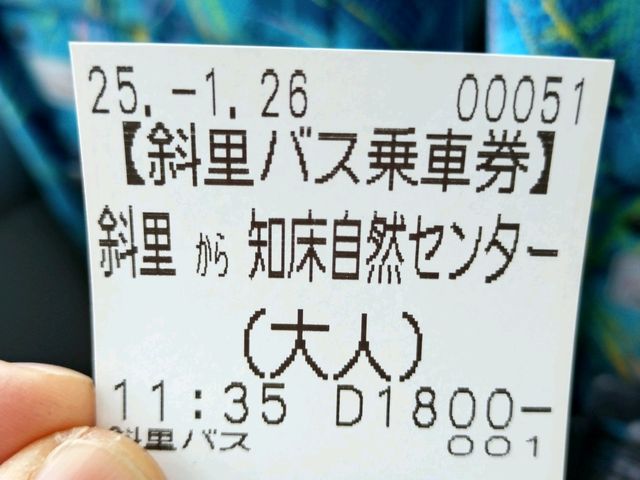 25.-1.26 00051
【斜里バス乗車券】
斜里 から 知床自然センター
(大人)
11:35 D1800-
斜里バス 001